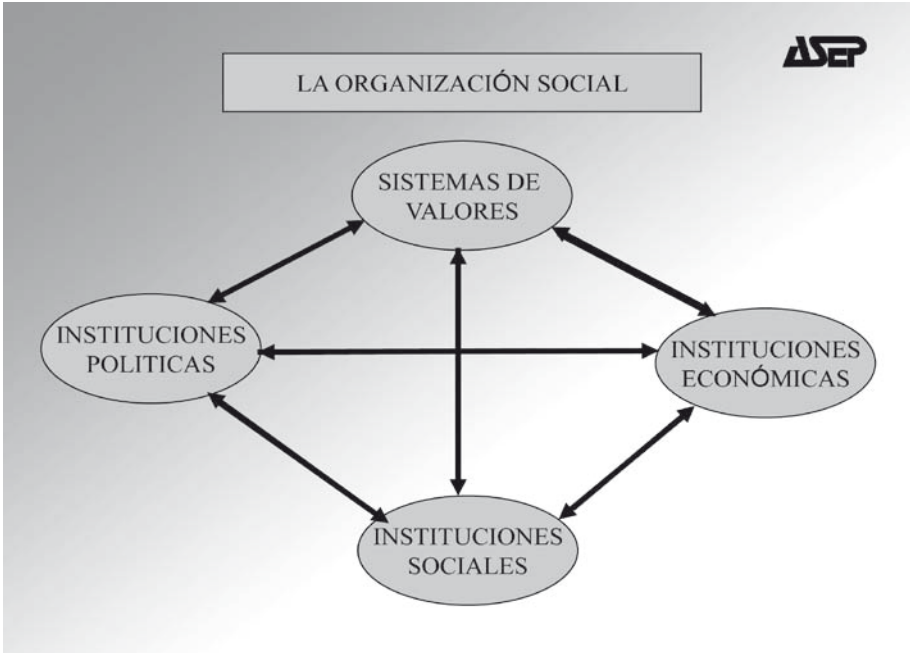 ASEP
LA ORGANIZACIÓN SOCIAL
SISTEMAS DE
VALORES
INSTITUCIONES
POLITICAS
INSTITUCIONES
ECONÓMICAS
INSTITUCIONES
SOCIALES